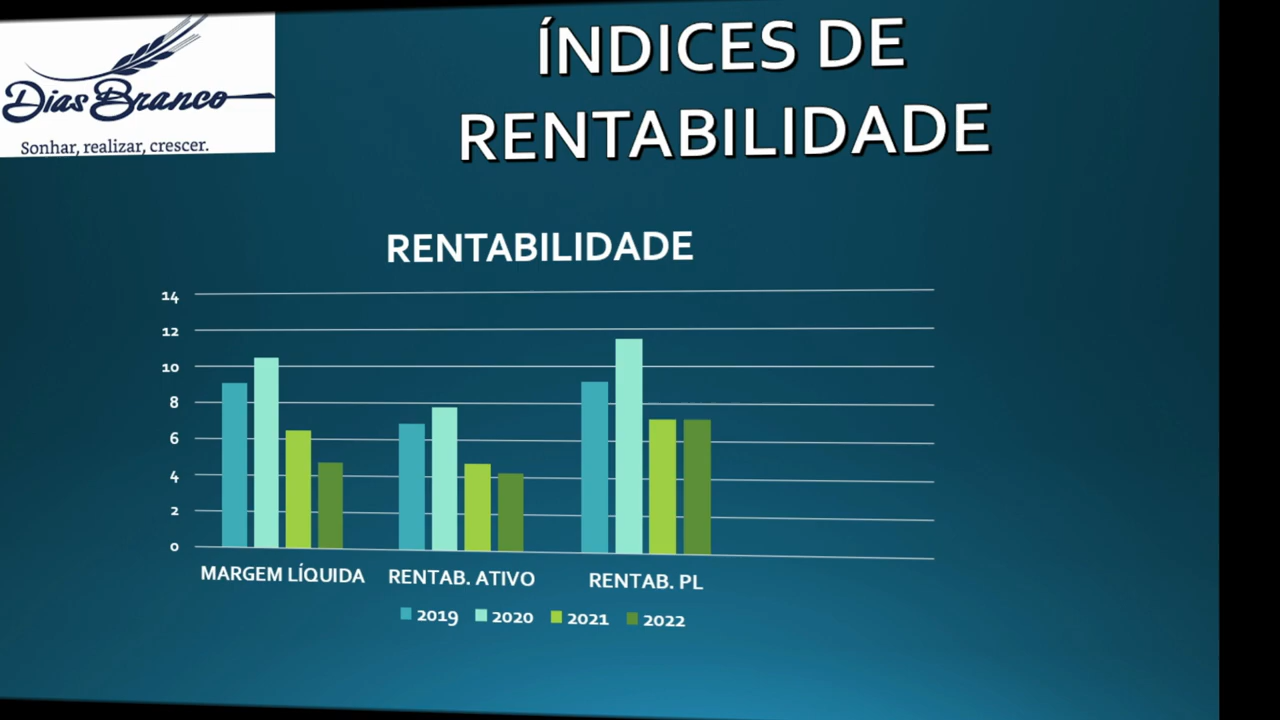 Dias Branco
Sonhar, realizar, crescer.
ÍNDICES DE
RENTABILIDADE
RENTABILIDADE
14
12
10
8
6
4
2
0
MARGEM LÍQUIDA RENTAB. ATIVO RENTAB. PL
2019 2020 2021 2022